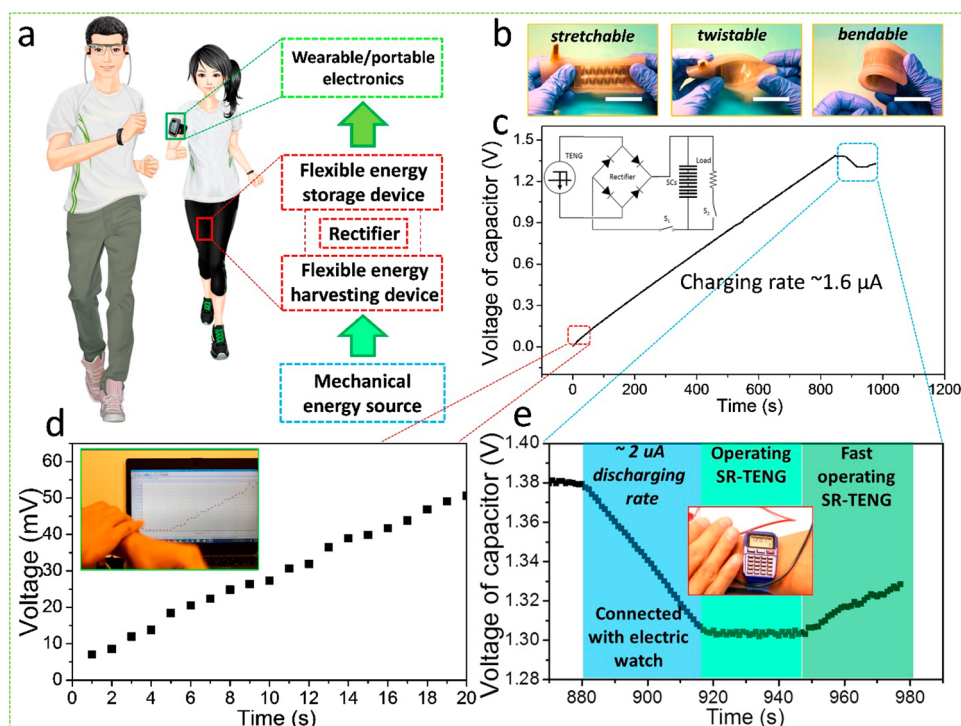 a
Wearable/portable
electronics
Flexible energy
storage device
Rectifier
Flexible energy
harvesting device
Mechanical
energy source
b
stretchable
twistable
bendable
c
Voltage of capacitor (V)
1.5
1.2
0.9
0.6
0.3
0.0
TENG
Rectifier
SCs
Load
S1
S2
Charging rate ~1.6 μA
0 200 400 600 800 1000 1200
Time (s)
d
Voltage (mV)
60
50
40
30
20
10
0
0 2 4 6 8 10 12 14 16 18 20
Time (s)
e
Voltage of capacitor (V)
1.40
1.38
1.36
1.34
1.32
1.30
1.28
~ 2 uA
discharging
rate
Connected
with electric
watch
Operating
SR-TENG
Fast
operating
SR-TENG
880 900 920 940 960 980
Time (s)